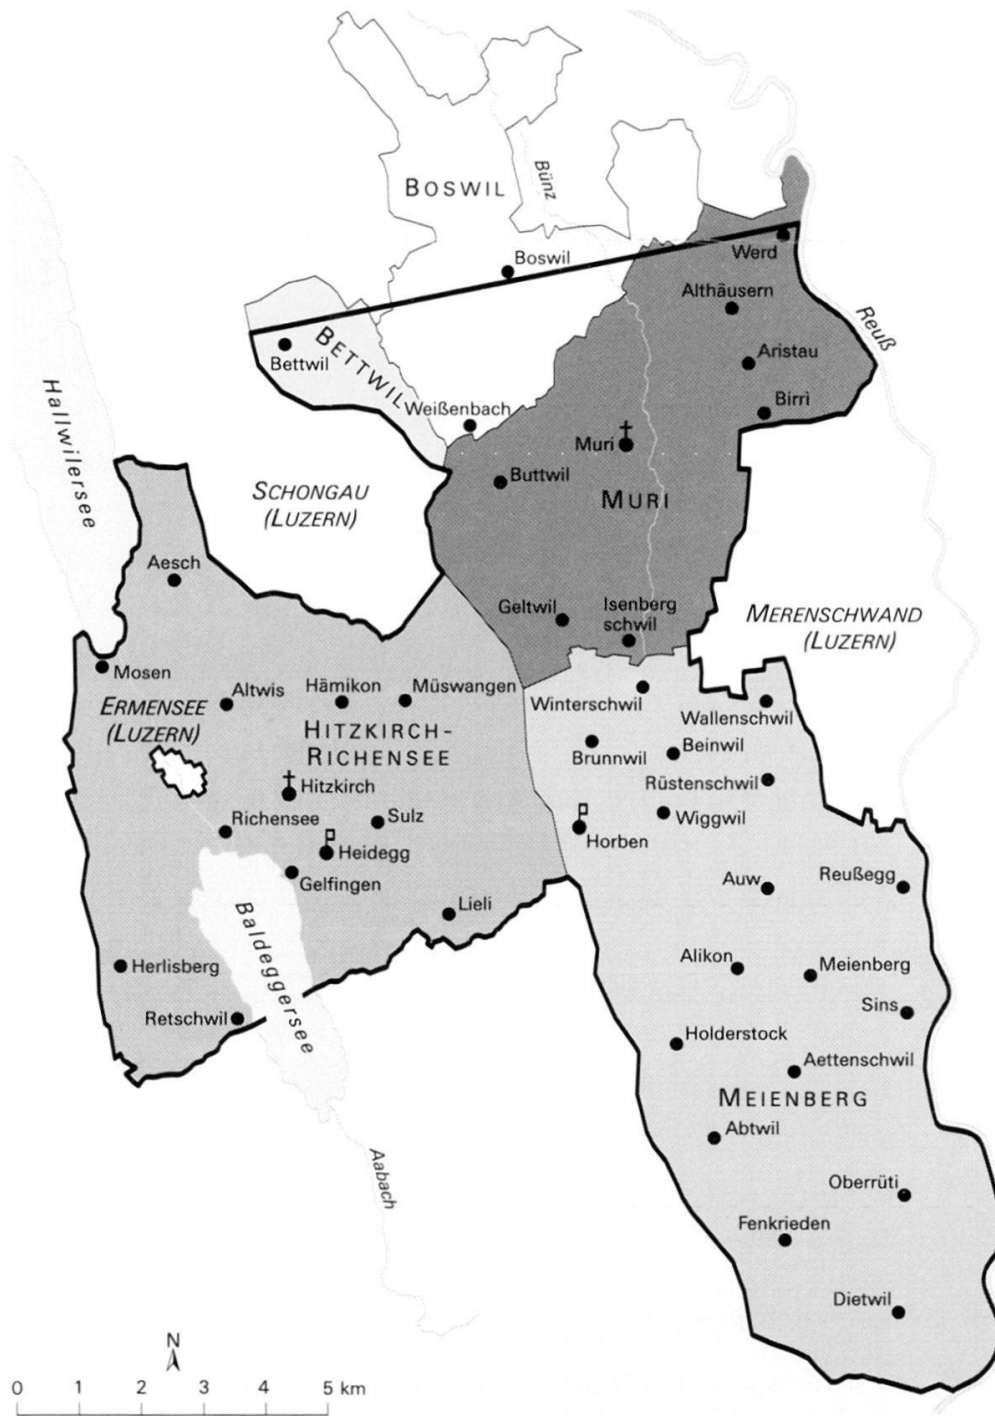 Bünz
BOSWIL
Werd
Boswil
Althäusern
Reuß
BETTWIL
Bettwil
Aristau
Hallwilersee
Birri
Weißenbach
Muri
Buttwil
SCHONGAU
(LUZERN)
MURI
Aesch
Geltwil
Isenberg
schwil
MERENSCHWAND
(LUZERN)
Mosen
Altwis
Hämikon
Müswangen
Winterschwil
Wallenschwil
ERMENSEE
(LUZERN)
HITZKIRCH-
RICHENSEE
Brunnwil
Beinwil
Rüstenschwil
Hitzkirch
Richensee
Sulz
Wiggwil
Horben
Heidegg
Gelfingen
Auw
Reußegg
Lieli
Baldeggersee
Herlisberg
Alikon
Meienberg
Retschwil
Sins
Holderstock
Aettenschwil
MEIENBERG
Abtwil
Aabach
Oberrüti
Fenkrieden
Dietwil
N
0 1 2 3 4 5 km